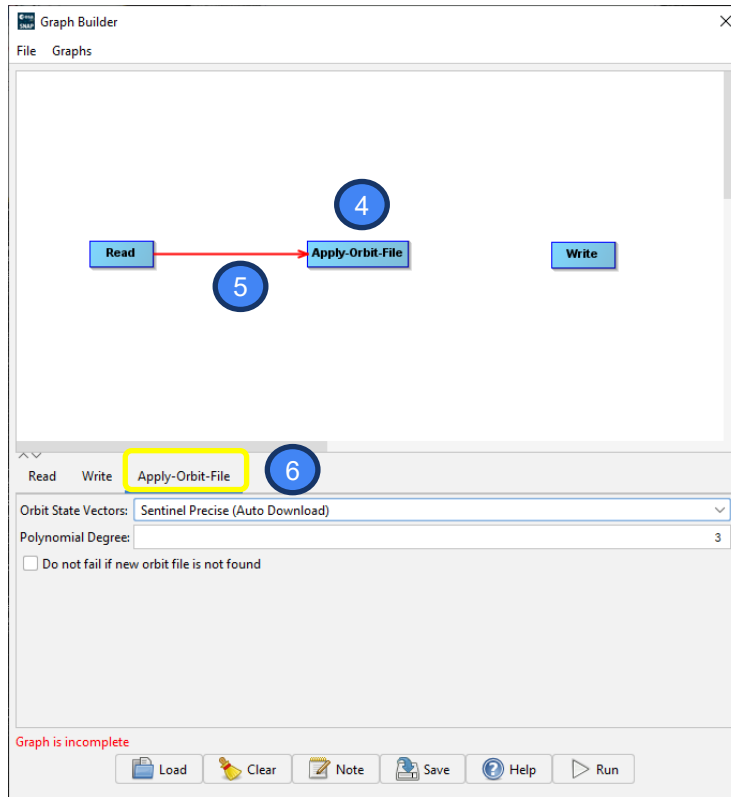 Graph Builder
File Graphs
4
Read Apply-Orbit-File Write
5
6
Read Write Apply-Orbit-File
Orbit State Vectors: Sentinel Precise (Auto Download)
Polynomial Degree: 3
Do not fail if new orbit file is not found
Graph is incomplete
Load Clear Note Save Help Run